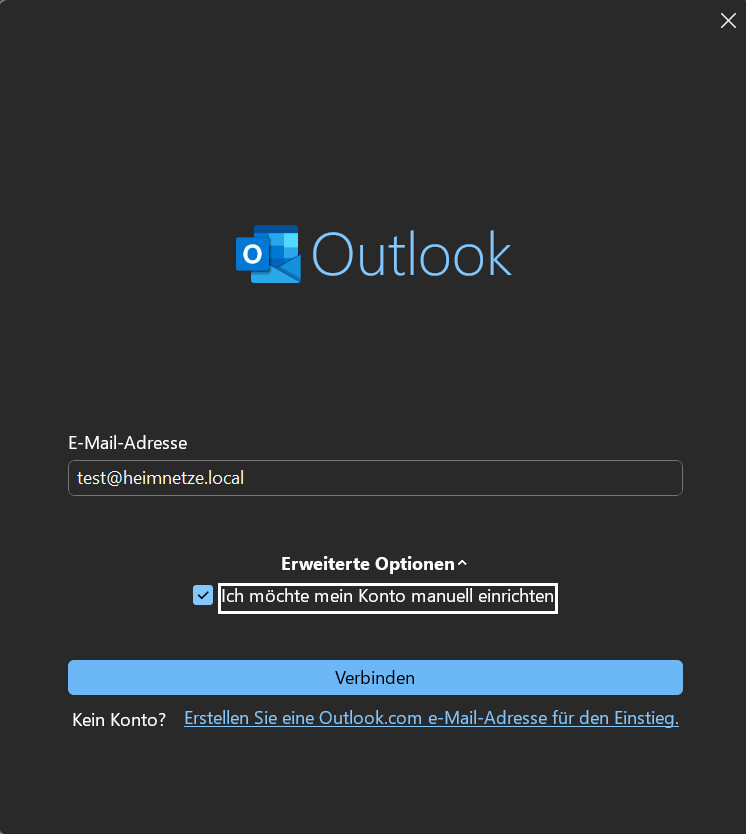 Outlook
E-Mail-Adresse
test@heimnetze.local
Erweiterte Optionen
Ich möchte mein Konto manuell einrichten
Verbinden
Kein Konto? Erstellen Sie eine Outlook.com e-Mail-Adresse für den Einstieg.